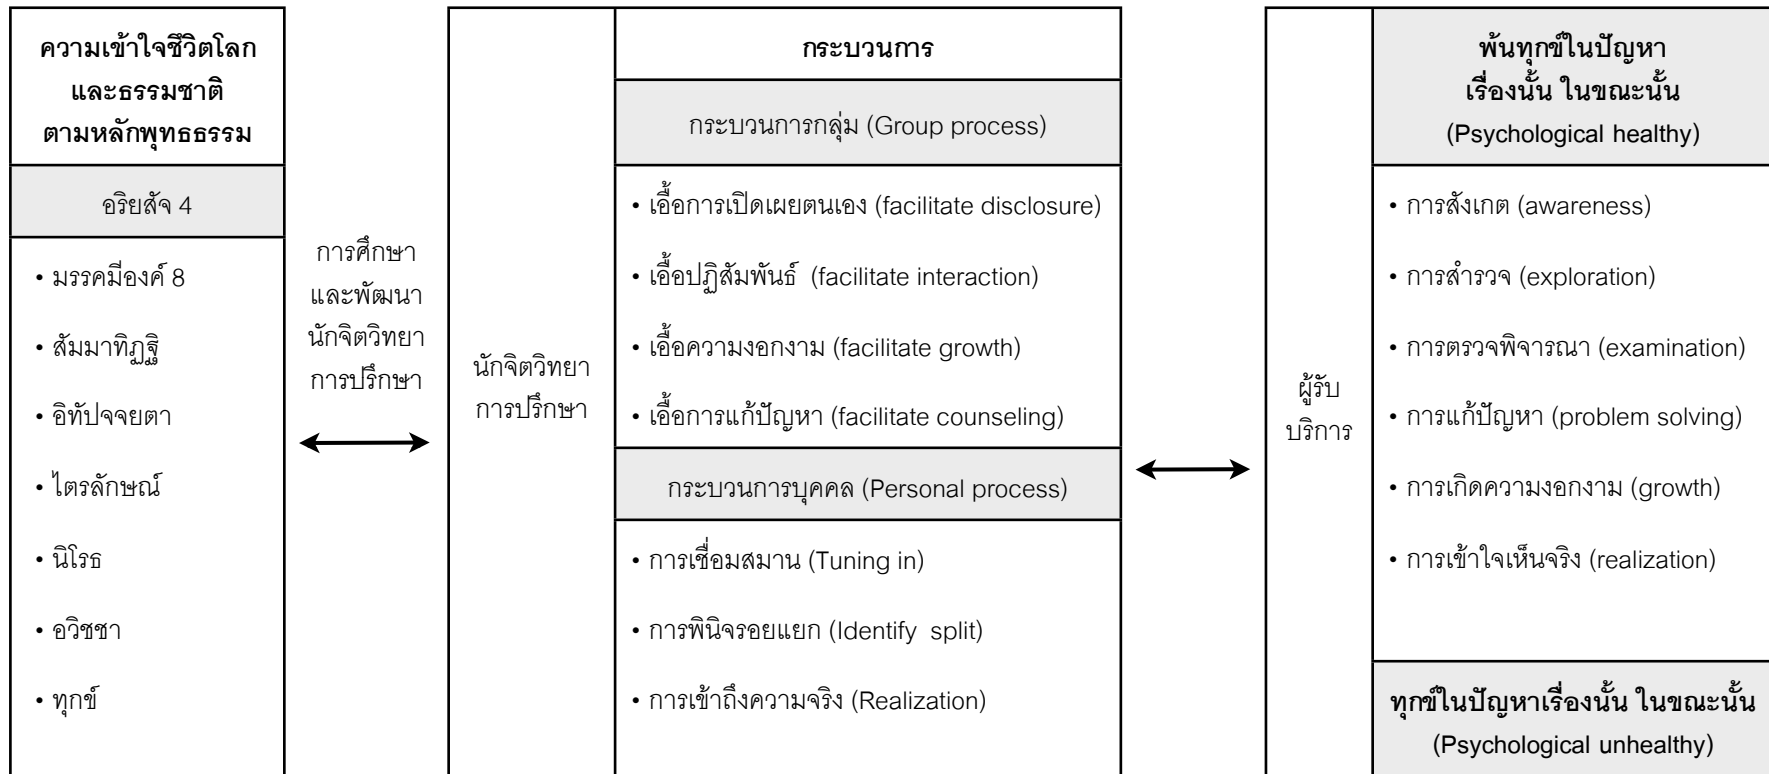 ความเข้าใจชีวิตโลก
และธรรมชาติ
ตามหลักพุทธธรรม
อริยสัจ 4
• มรรคมีองค์ 8
• สัมมาทิฏฐิ
• อิทัปจจยตา
• ไตรลักษณ์
• นิโรธ
• อวิชชา
• ทุกข์
การศึกษา
และพัฒนา
นักจิตวิทยา
การปรึกษา
นักจิตวิทยา
การปรึกษา
กระบวนการ
กระบวนการกลุ่ม (Group process)
• เอื้อการเปิดเผยตนเอง (facilitate disclosure)
• เอื้อปฏิสัมพันธ์ (facilitate interaction)
• เอื้อความงอกงาม (facilitate growth)
• เอื้อการแก้ปัญหา (facilitate counseling)
กระบวนการบุคคล (Personal process)
• การเชื่อมสมาน (Tuning in)
• การพินิจรอยแยก (Identify split)
• การเข้าถึงความจริง (Realization)
ผู้รับ
บริการ
พ้นทุกข์ในปัญหา
เรื่องนั้น ในขณะนั้น
(Psychological healthy)
• การสังเกต (awareness)
• การสำรวจ (exploration)
• การตรวจพิจารณา (examination)
• การแก้ปัญหา (problem solving)
• การเกิดความงอกงาม (growth)
• การเข้าใจเห็นจริง (realization)
ทุกข์ในปัญหาเรื่องนั้น ในขณะนั้น
(Psychological unhealthy)